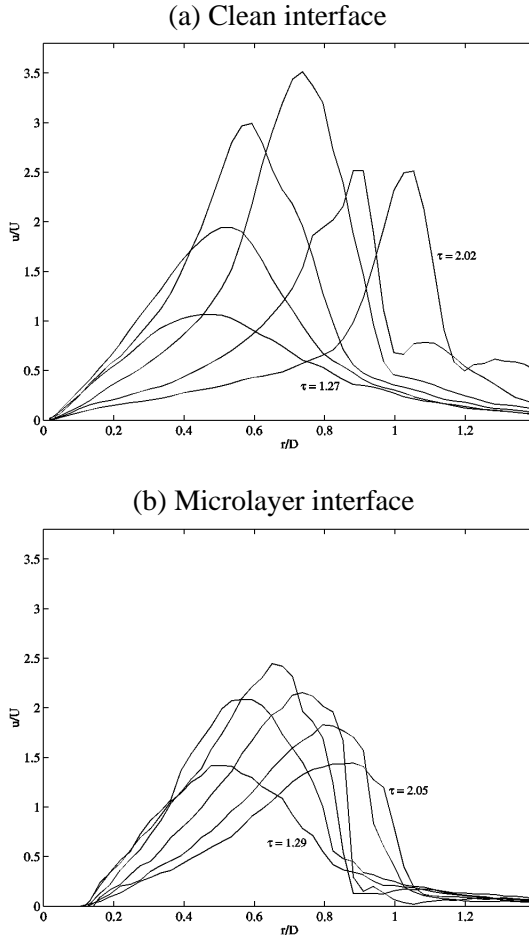 (a) Clean interface
3.5
3
2.5
2
1.5
1
0.5
0
u/U
τ = 2.02
τ = 1.27
0 0.2 0.4 0.6 0.8 1 1.2
r/D
(b) Microlayer interface
3.5
3
2.5
2
1.5
1
0.5
0
u/U
τ = 2.05
τ = 1.29
0 0.2 0.4 0.6 0.8 1 1.2
r/D